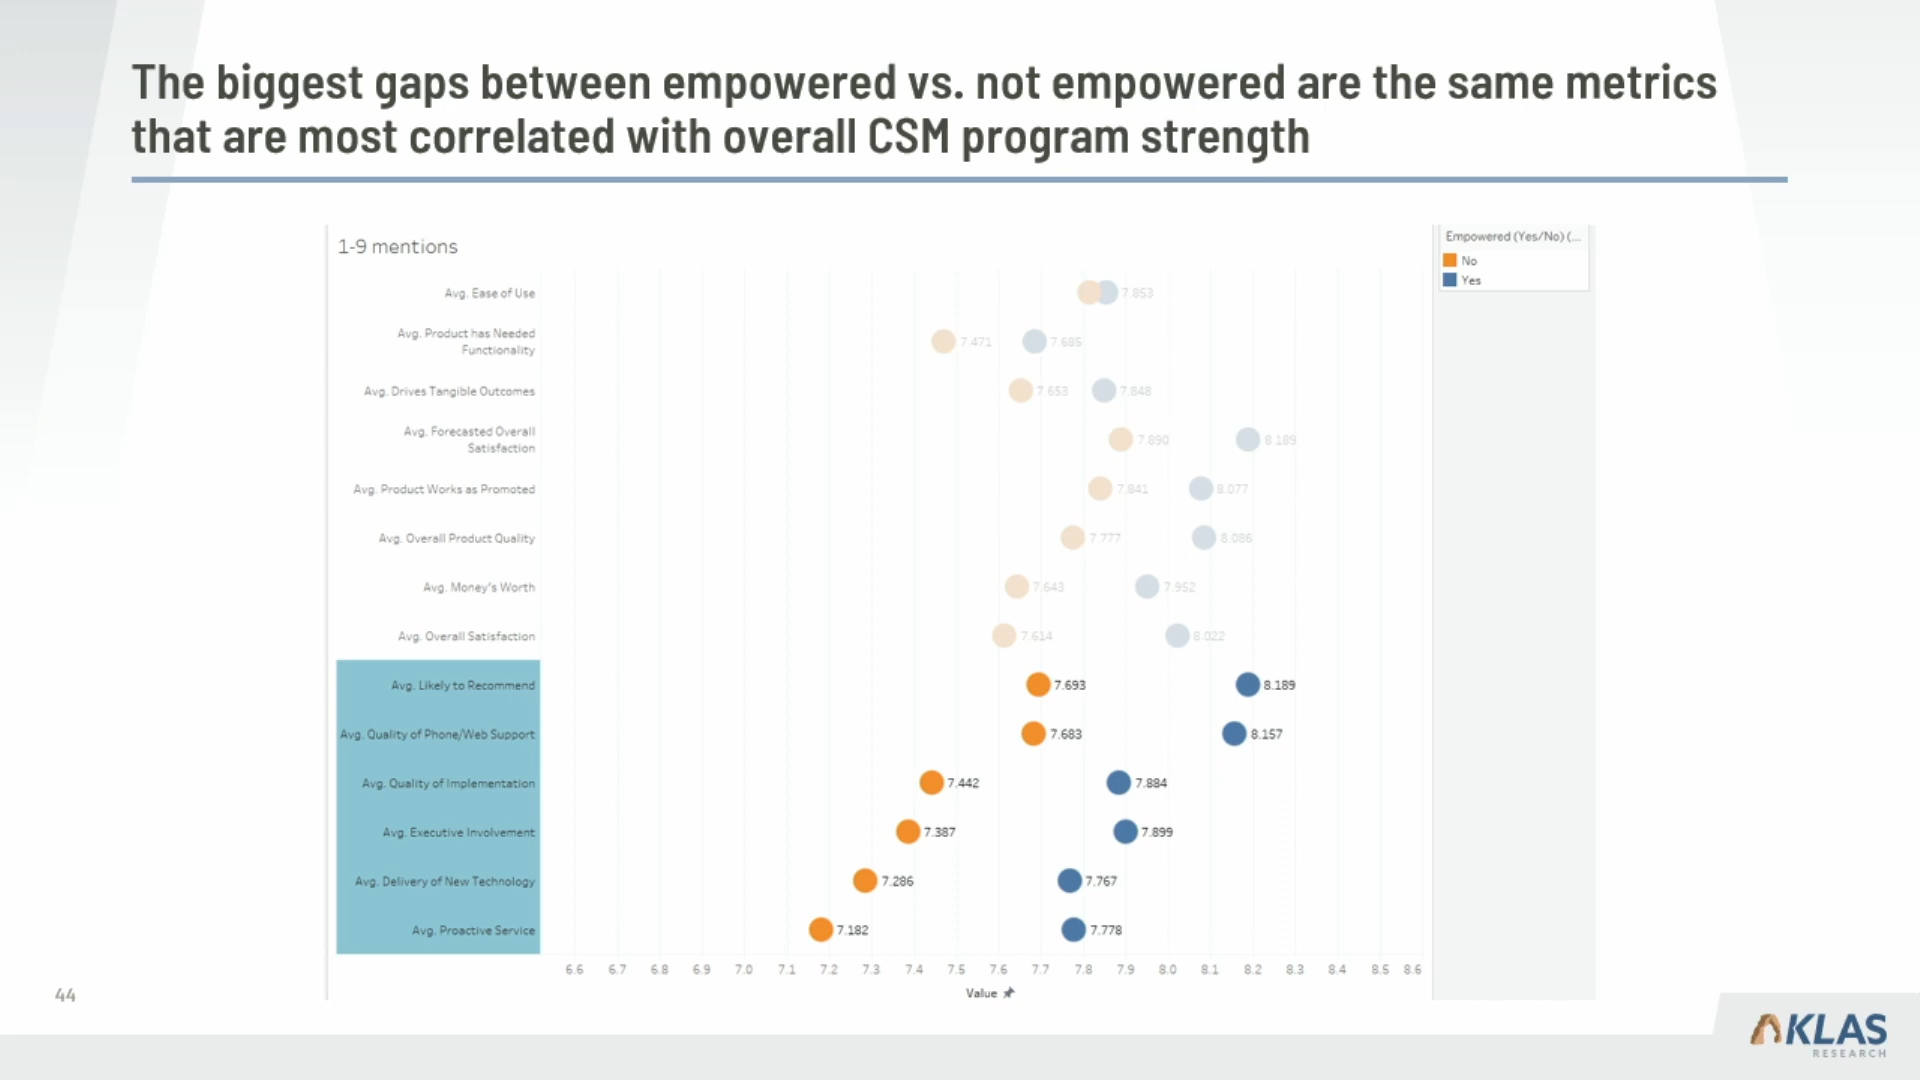 The biggest gaps between empowered vs. not empowered are the same metrics
that are most correlated with overall CSM program strength
1-9 mentions
Empowered (Yes/No) (...
No
Yes
Avg. Ease of Use 7.853
Avg. Product has Needed
Functionality
7.471 7.685
Avg. Drives Tangible Outcomes 7.653 7.848
Avg. Forecasted Overall
Satisfaction
7.890 8.189
Avg. Product Works as Promoted 7.841 8.077
Avg. Overall Product Quality 7.777 8.086
Avg. Money's Worth 7.643 7.952
Avg. Overall Satisfaction 7.614 8.022
Avg. Likely to Recommend 7.693 8.189
Avg. Quality of Phone/Web Support 7.683 8.157
Avg. Quality of Implementation 7.442 7.884
Avg. Executive Involvement 7.387 7.899
Avg. Delivery of New Technology 7.286 7.767
Avg. Proactive Service 7.182 7.778
6.6 6.7 6.8 6.9 7.0 7.1 7.2 7.3 7.4 7.5 7.6 7.7 7.8 7.9 8.0 8.1 8.2 8.3 8.4 8.5 8.6
Value
44
KLAS
RESEARCH